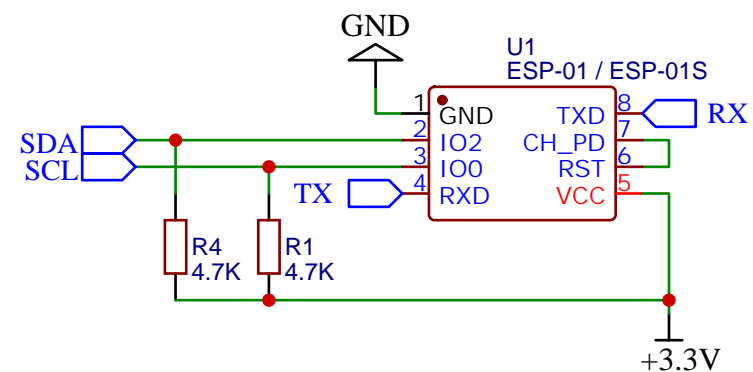 GND
U1
ESP-01 / ESP-01S
1 GND TXD 8 RX
SDA 2 IO2 CH_PD 7
SCL 3 IO0 RST 6
TX 4 RXD VCC 5
R4 R1
4.7K 4.7K
+3.3V